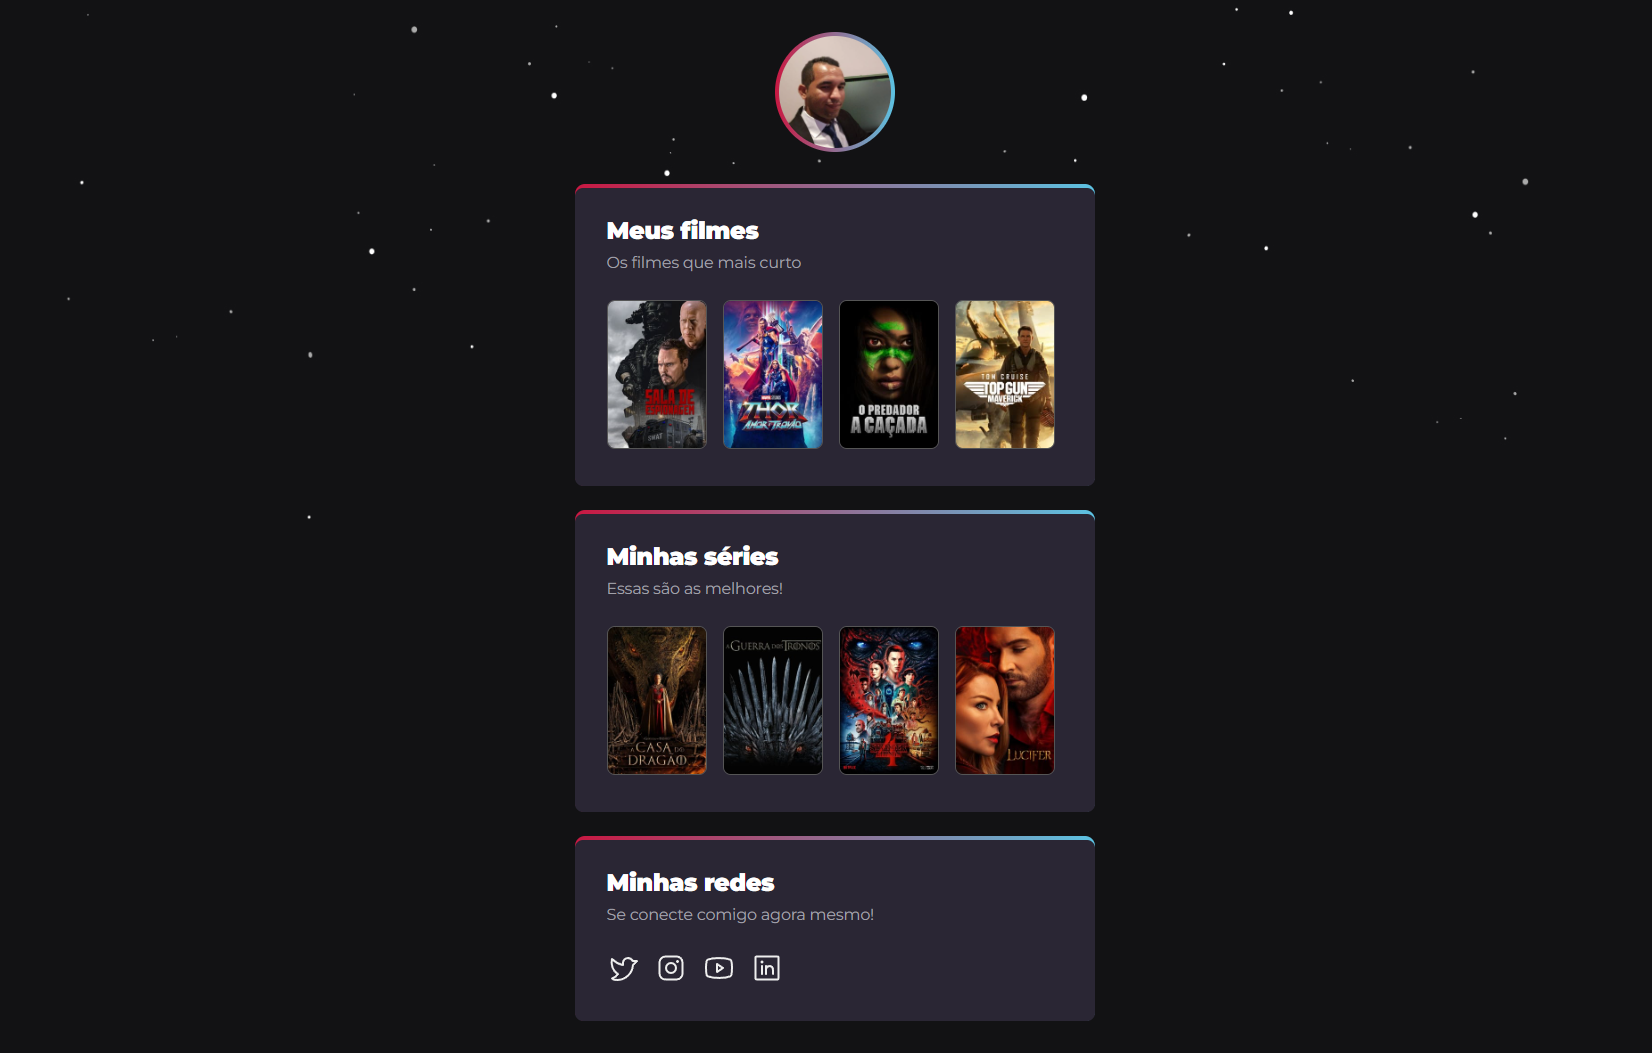 Meus filmes
Os filmes que mais curto
SALA DE
SWAT
THOR
AMOR E TROVÃO
O PREDADOR
A CAÇADA
TOM CRUISE
TOP GUN
MAVERICK
Minhas séries
Essas são as melhores!
A CASA DO
DRAGÃO
A GUERRA DOS TRONOS
4
LUCIFER
Minhas redes
Se conecte comigo agora mesmo!
in